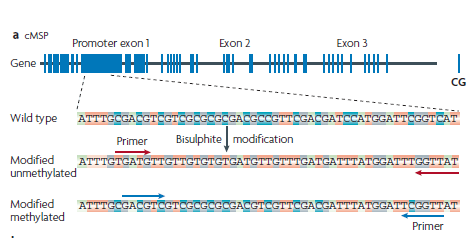 a cMSP
Promoter exon 1 Exon 2 Exon 3
Gene
CG
Wild type ATTTGCGACGTCGTCGCGCGCGACGCCGTTCGACGATCCATGGATTCGGTCAT
Primer Bisulphite modification
Modified unmethylated ATTTGTGATGTTGTTGTGTGTGATGTTGTTTGATGATTTATGGATTTGGTTAT
Modified methylated ATTTGCGACGTCGTCGCGCGCGACGTCGTTCGACGATTTATGGATTCGGTTAT
Primer